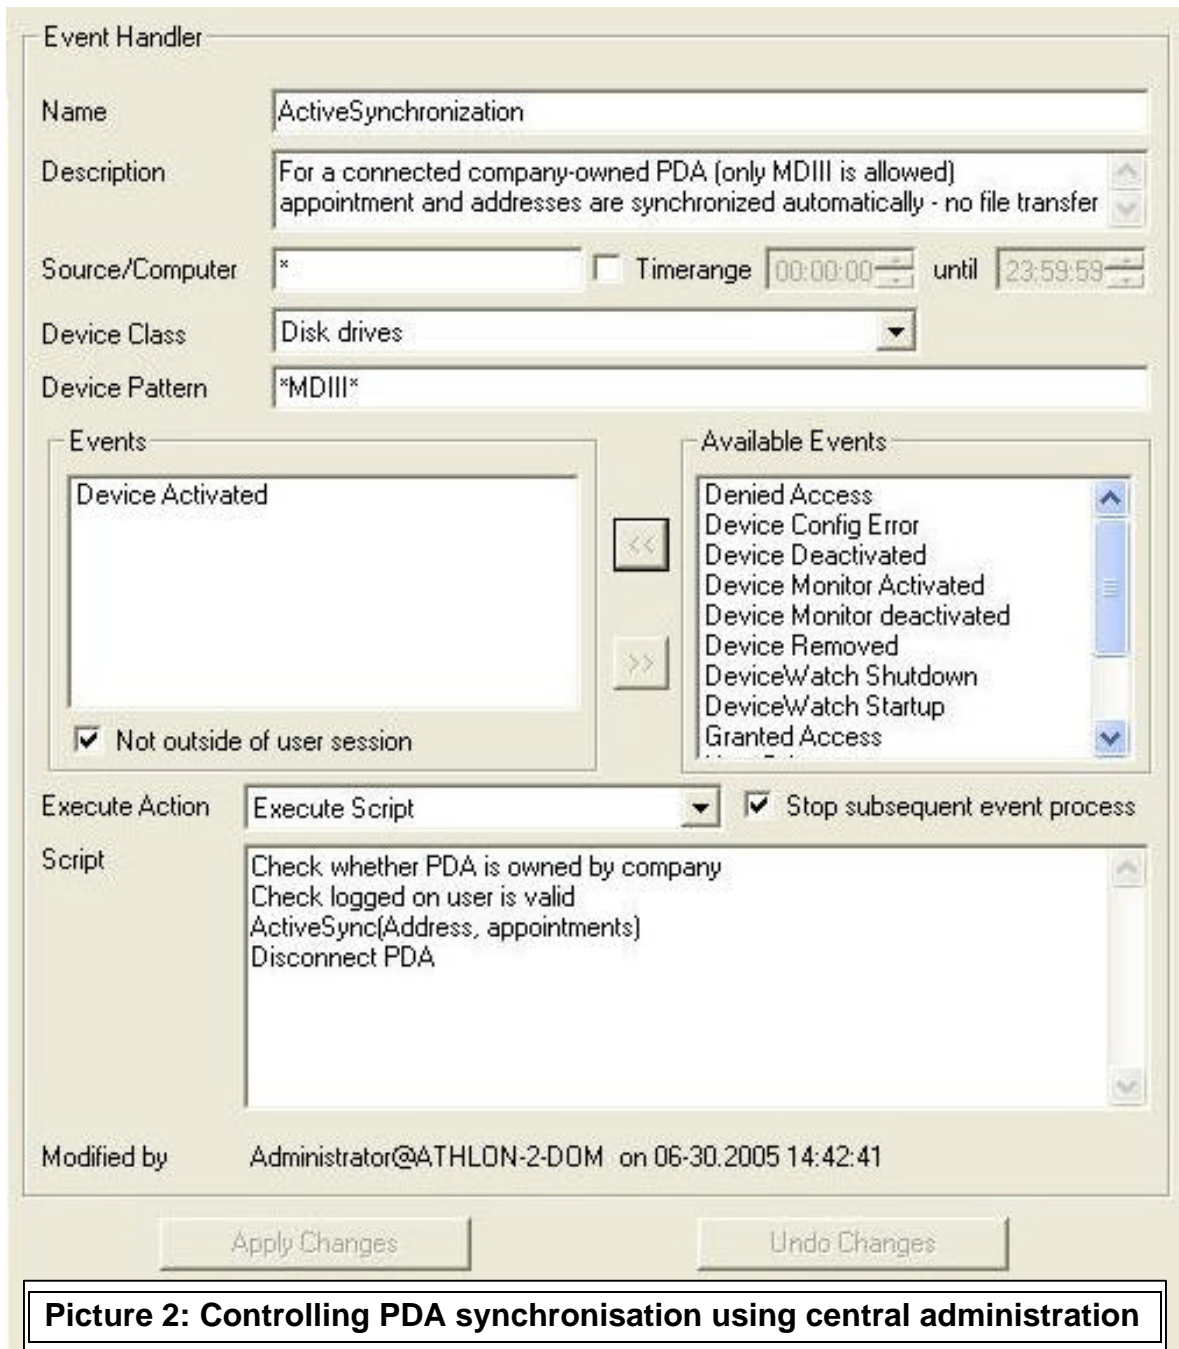 Event Handler
Name ActiveSynchronization
Description For a connected company-owned PDA (only MDIII is allowed)
appointment and addresses are synchronized automatically - no file transfer
Source/Computer * Timerange 00:00:00 until 23:59:59
Device Class Disk drives
Device Pattern *MDIII*
Events
Device Activated
Not outside of user session
<<
>>
Available Events
Denied Access
Device Config Error
Device Deactivated
Device Monitor Activated
Device Monitor deactivated
Device Removed
DeviceWatch Shutdown
DeviceWatch Startup
Granted Access
Execute Action Execute Script Stop subsequent event process
Script Check whether PDA is owned by company
Check logged on user is valid
ActiveSync(Address, appointments)
Disconnect PDA
Modified by Administrator@ATHLON-2-DOM on 06-30.2005 14:42:41
Apply Changes Undo Changes
Picture 2: Controlling PDA synchronisation using central administration